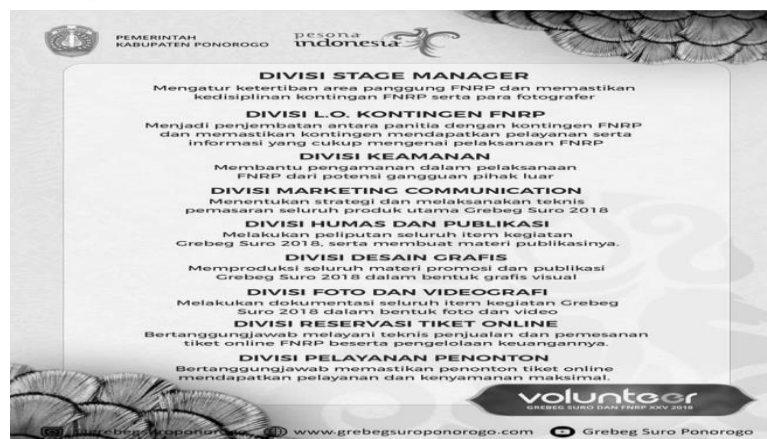 PEMERINTAH
KABUPATEN PONOROGO
pesona
indonesia
DIVISI STAGE MANAGER
Mengatur ketertiban area panggung FNRP dan memastikan
kedisiplinan kontingan FNRP serta para fotografer
DIVISI L.O. KONTINGEN FNRP
Menjadi penjembatan antara panitia dengan kontingen FNRP
dan memastikan kontingen mendapatkan pelayanan serta
informasi yang cukup mengenai pelaksanaan FNRP
DIVISI KEAMANAN
Membantu pengamanan dalam pelaksanaan
FNRP dari potensi gangguan pihak luar
DIVISI MARKETING COMMUNICATION
Menentukan strategi dan melaksanakan teknis
pemasaran seluruh produk utama Grebeg Suro 2018
DIVISI HUMAS DAN PUBLIKASI
Melakukan peliputan seluruh item kegiatan
Grebeg Suro 2018, serta membuat materi publikasinya.
DIVISI DESAIN GRAFIS
Memproduksi seluruh materi promosi dan publikasi
Grebeg Suro 2018 dalam bentuk grafis visual
DIVISI FOTO DAN VIDEOGRAFI
Melakukan dokumentasi seluruh item kegiatan Grebeg
Suro 2018 dalam bentuk foto dan video
DIVISI RESERVASI TIKET ONLINE
Bertanggungjawab melayani teknis penjualan dan pemesanan
tiket online FNRP beserta pengelolaan keuangannya.
DIVISI PELAYANAN PENONTON
Bertanggungjawab memastikan penonton tiket online
mendapatkan pelayanan dan kenyamanan maksimal.
volunteer
GREBEG SURO DAN FNRP XXV 2018
@grebegsuroponorogo www.grebegsuroponorogo.com Grebeg Suro Ponorogo